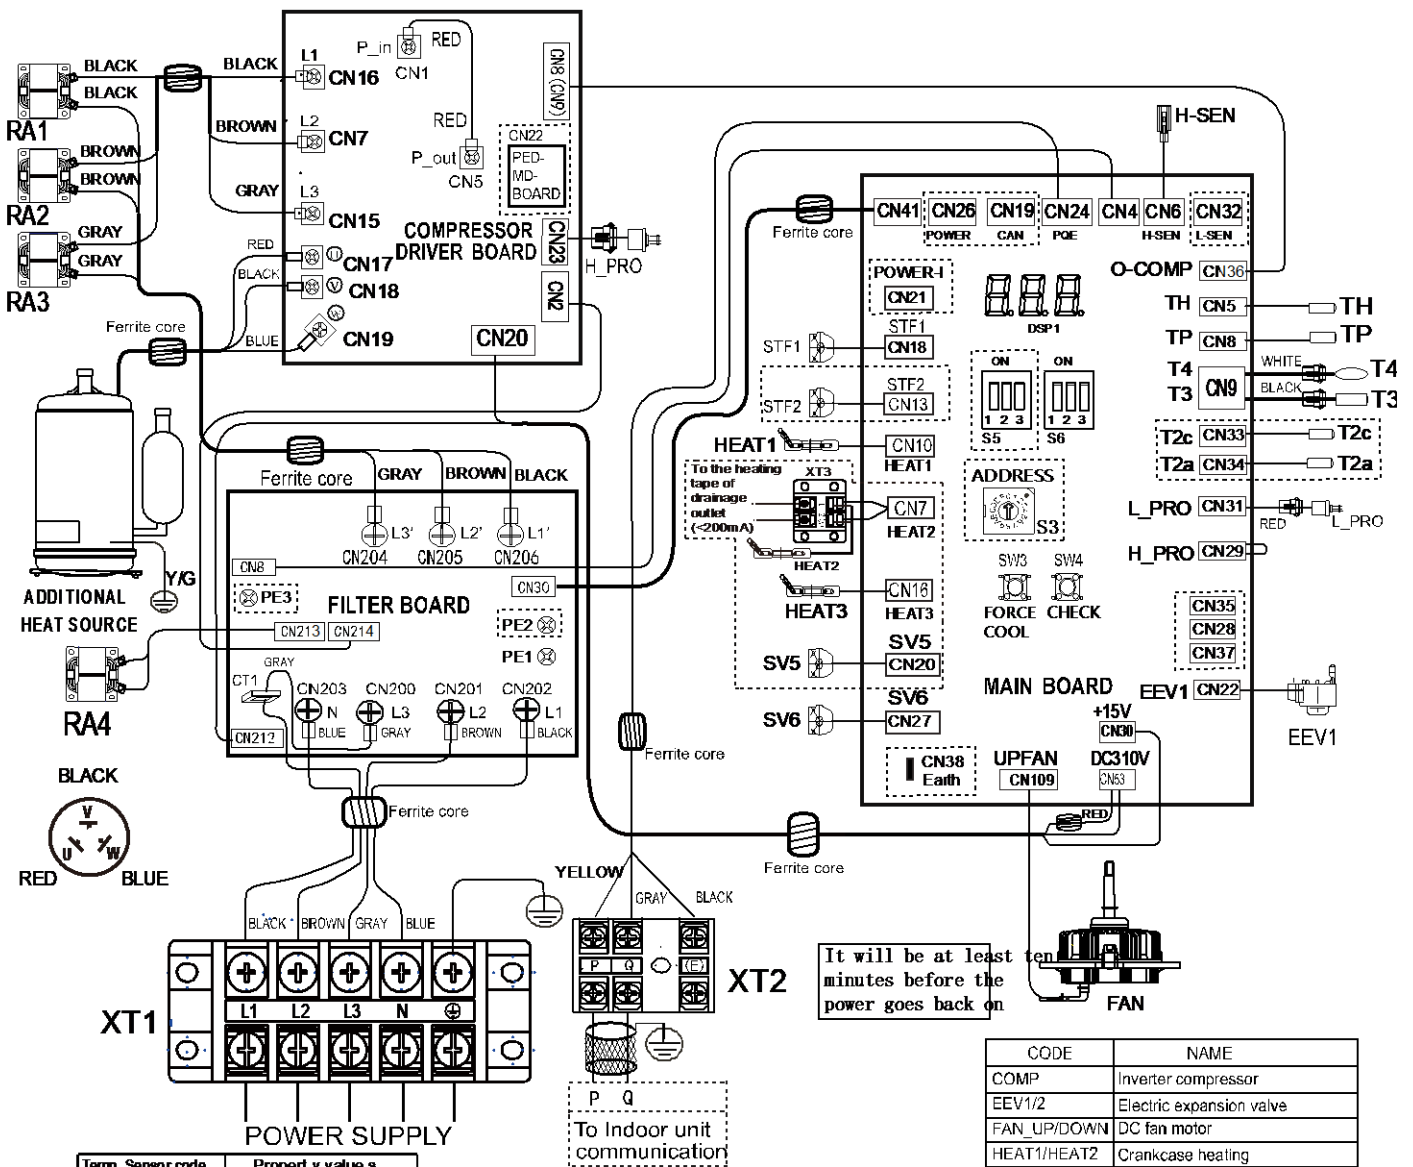 BLACK
BLACK
RA1
BROWN
BROWN
RA2
GRAY
GRAY
RA3
BLACK
L1
CN16
BROWN
L2
CN7
GRAY
L3
CN15
RED
U
CN17
BLACK
V
CN18
W
BLUE
CN19
P_in
RED
CN1
RED
P_out
CN5
CN8 (CN9)
CN22
PED-
MD-
BOARD
COMPRESSOR
DRIVER BOARD
CN23
H_PRO
CN2
CN20
Ferrite core
Ferrite core
Y/G
ADDITIONAL
HEAT SOURCE
RA4
Ferrite core
GRAY
BROWN
BLACK
L3'
L2'
L1'
CN204
CN205
CN206
CN8
CN30
PE3
FILTER BOARD
PE2
CN213
CN214
PE1
GRAY
CT1
CN203
CN200
CN201
CN202
N
L3
L2
L1
BLUE
GRAY
BROWN
BLACK
CN212
Ferrite core
BLACK
V
U
W
RED
BLUE
BLACK
BROWN
GRAY
BLUE
XT1
L1
L2
L3
N
POWER SUPPLY
Temp. Sensor code
Propert y value s
Ferrite core
YELLOW
GRAY
BLACK
P
Q
(E)
XT2
P
Q
To Indoor unit
communication
Ferrite core
H-SEN
CN41
CN26
CN19
CN24
CN4
CN6
CN32
POWER
CAN
PQE
H-SEN
L-SEN
O-COMP
CN36
POWER-I
CN21
DSP1
TH
CN5
TH
TP
CN8
TP
STF1
STF1
CN18
STF2
STF2
CN13
ON
1 2 3
S5
ON
1 2 3
S6
T4
T3
CN9
WHITE
T4
BLACK
T3
T2c
CN33
T2c
T2a
CN34
T2a
HEAT1
CN10
HEAT1
To the heating
tape of
drainage
outlet
(<200mA)
XT3
CN7
HEAT2
HEAT2
ADDRESS
S3
L_PRO
CN31
RED
L_PRO
H_PRO
CN29
SW3
SW4
FORCE
COOL
CHECK
HEAT3
CN16
HEAT3
CN35
CN28
CN37
SV5
SV5
CN20
MAIN BOARD
EEV1
CN22
EEV1
SV6
SV6
CN27
+15V
CN30
CN38
Earth
UPFAN
CN109
DC310V
CN53
RED
It will be at least ten
minutes before the
power goes back on
FAN
CODE NAME
COMP Inverter compressor
EEV1/2 Electric expansion valve
FAN_UP/DOWN DC fan motor
HEAT1/HEAT2 Crankcase heating